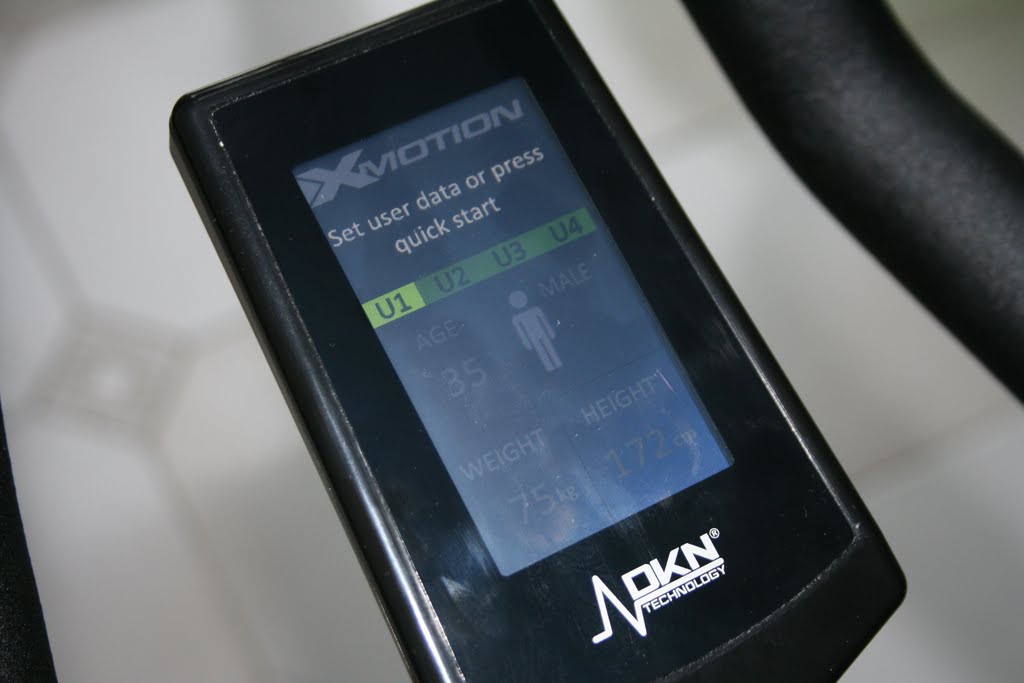 XMOTION
Set user data or press
quick start
U1 U2 U3 U4
AGE MALE
35
WEIGHT HEIGHT
75 kg 172 cm
DKN®
TECHNOLOGY